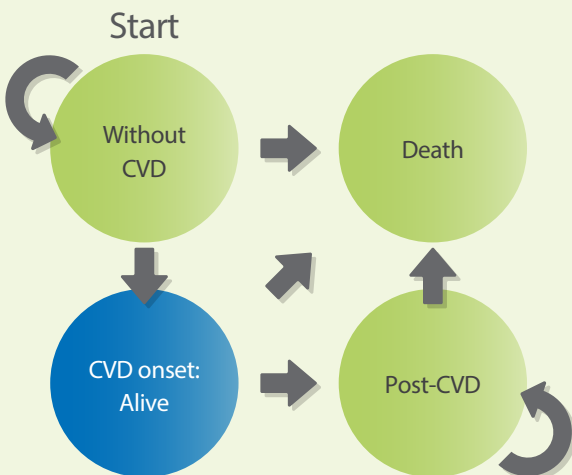 Start
Without
CVD
Death
CVD onset:
Alive
Post-CVD